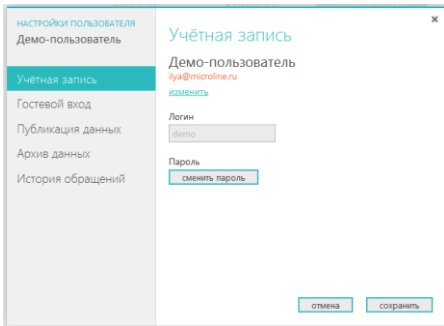 НАСТРОЙКИ ПОЛЬЗОВАТЕЛЯ
Демо-пользователь
Учётная запись
Гостевой вход
Публикация данных
Архив данных
История обращений
Учётная запись
Демо-пользователь
ilya@microline.ru
изменить
Логин
demo
Пароль
сменить пароль
отмена
сохранить